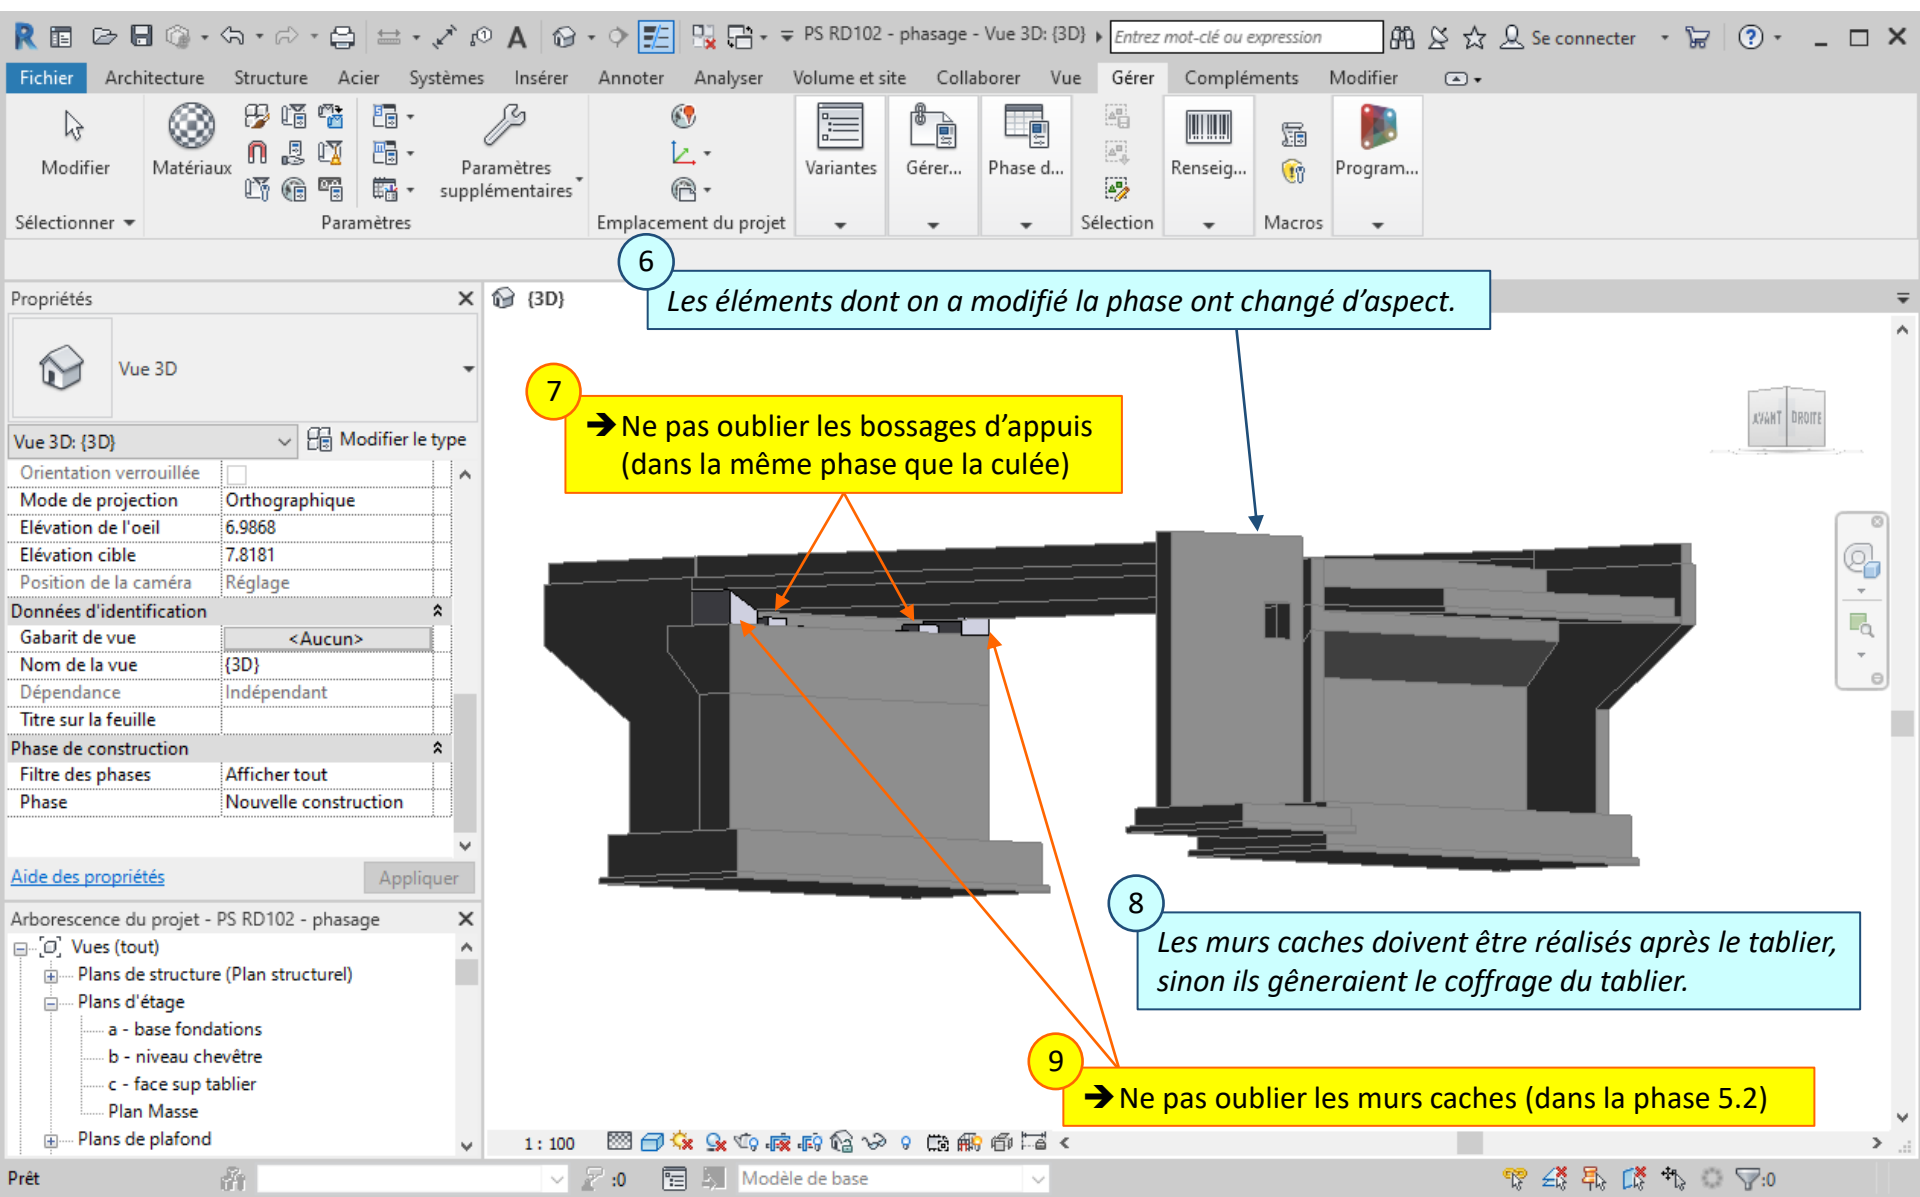 PS RD102 - phasage - Vue 3D: {3D}
Entrez mot-clé ou expression
Se connecter
Fichier Architecture Structure Acier Systèmes Insérer Annoter Analyser Volume et site Collaborer Vue Gérer Compléments Modifier
Modifier
Matériaux
Paramètres
supplémentaires
Variantes
Gérer...
Phase d...
Renseig...
Program...
Sélectionner
Paramètres
Emplacement du projet
Sélection
Macros
6
Les éléments dont on a modifié la phase ont changé d'aspect.
Propriétés
{3D}
Vue 3D
7
➔ Ne pas oublier les bossages d'appuis
(dans la même phase que la culée)
AVANT DROITE
Vue 3D: {3D}
Modifier le type
Orientation verrouillée
Mode de projection Orthographique
Elévation de l'oeil 6.9868
Elévation cible 7.8181
Position de la caméra Réglage
Données d'identification
Gabarit de vue <Aucun>
Nom de la vue {3D}
Dépendance Indépendant
Titre sur la feuille
Phase de construction
Filtre des phases Afficher tout
Phase Nouvelle construction
Aide des propriétés
Appliquer
8
Les murs caches doivent être réalisés après le tablier,
sinon ils gêneraient le coffrage du tablier.
Arborescence du projet - PS RD102 - phasage
Vues (tout)
Plans de structure (Plan structurel)
Plans d'étage
a - base fondations
b - niveau chevêtre
c - face sup tablier
Plan Masse
Plans de plafond
9
➔ Ne pas oublier les murs caches (dans la phase 5.2)
1 : 100
Prêt
:0
Modèle de base
:0